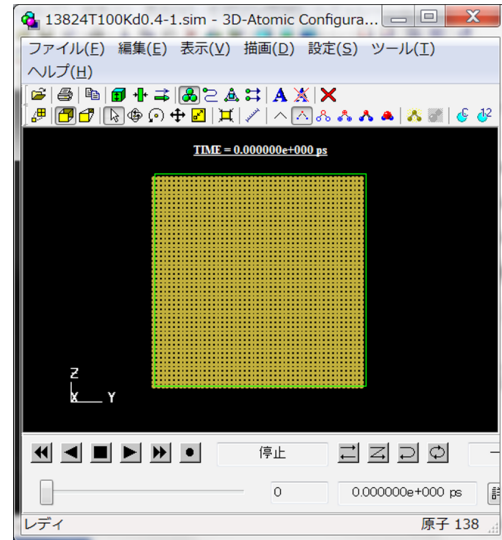 13824T100Kd0.4-1.sim - 3D-Atomic Configura...
ファイル(F) 編集(E) 表示(V) 描画(D) 設定(S) ツール(T)
ヘルプ(H)
TIME = 0.000000e+000 ps
Z
X Y
停止
0 0.000000e+000 ps
レディ 原子 138